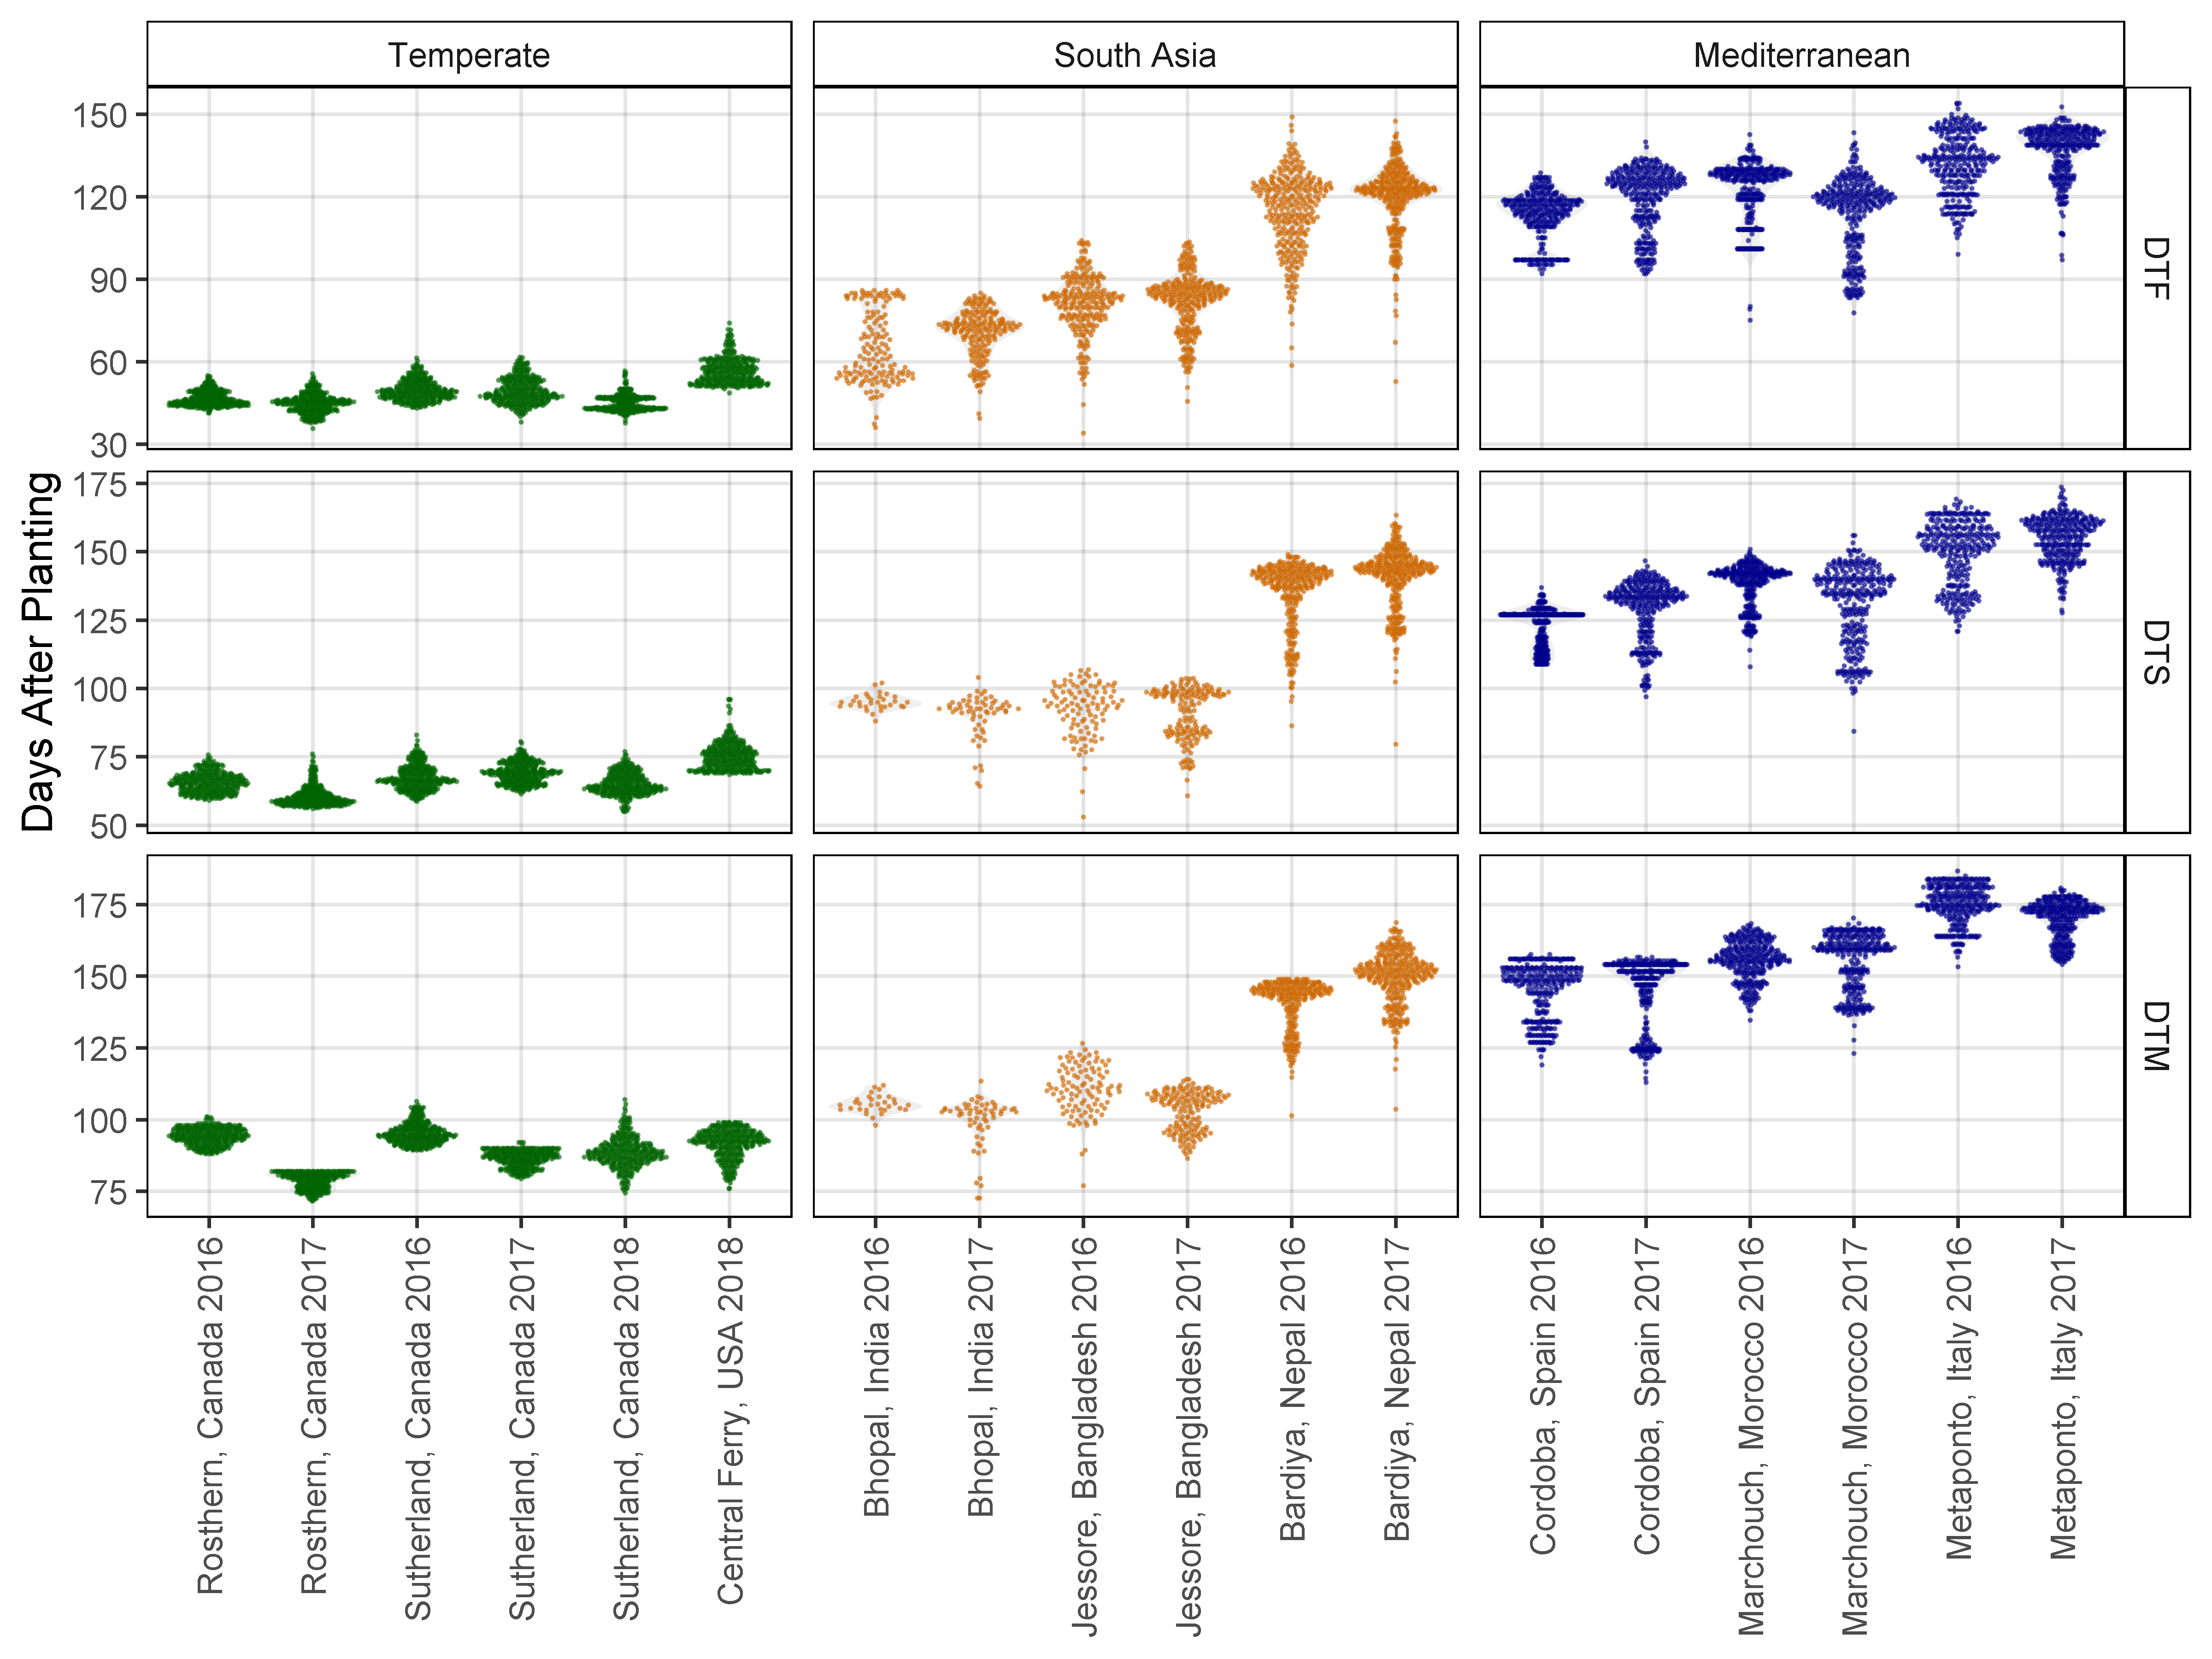 Temperate
South Asia
Mediterranean
Days After Planting
150
120
90
60
30
DTF
175
150
125
100
75
50
DTS
175
150
125
100
75
DTM
Rosthern, Canada 2016
Rosthern, Canada 2017
Sutherland, Canada 2016
Sutherland, Canada 2017
Sutherland, Canada 2018
Central Ferry, USA 2018
Bhopal, India 2016
Bhopal, India 2017
Jessore, Bangladesh 2016
Jessore, Bangladesh 2017
Bardiya, Nepal 2016
Bardiya, Nepal 2017
Cordoba, Spain 2016
Cordoba, Spain 2017
Marchouch, Morocco 2016
Marchouch, Morocco 2017
Metaponto, Italy 2016
Metaponto, Italy 2017